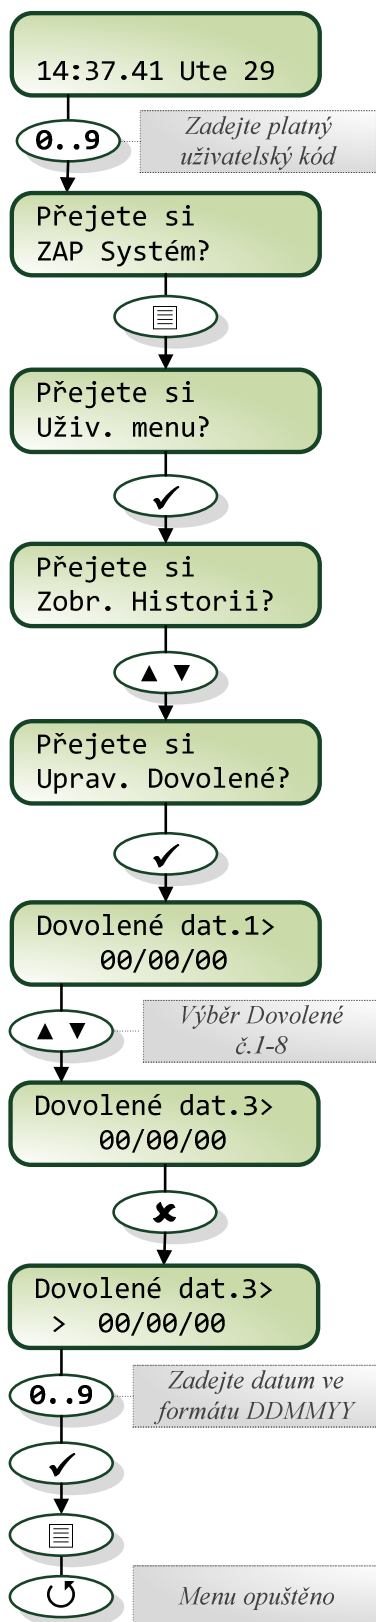 14:37.41 Ute 29
0..9
Zadejte platný
uživatelský kód
Přejete si
ZAP Systém?
Přejete si
Uživ. menu?
Přejete si
Zobr. Historii?
Přejete si
Uprav. Dovolené?
Dovolené dat.1>
00/00/00
Výběr Dovolené
č.1-8
Dovolené dat.3>
00/00/00
Dovolené dat.3>
> 00/00/00
0..9
Zadejte datum ve
formátu DDMMYY
Menu opuštěno